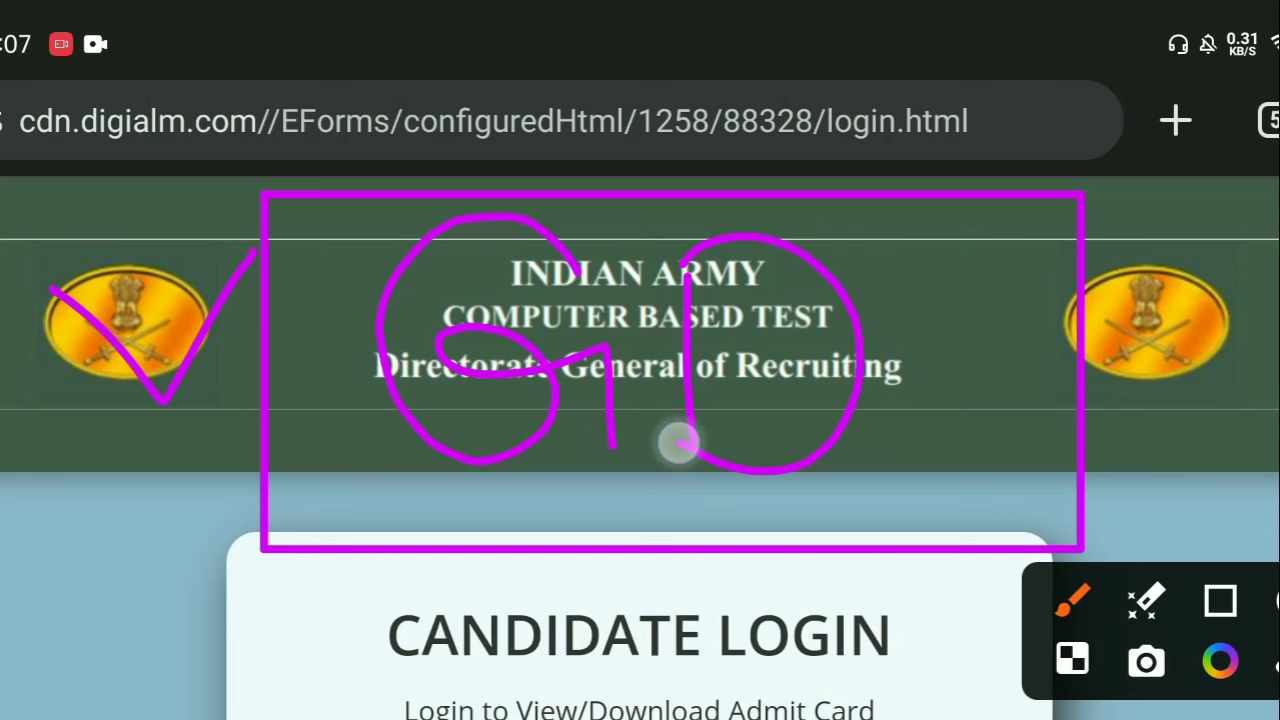 :07
0.31
KB/S
cdn.digialm.com//EForms/configuredHtml/1258/88328/login.html
5
INDIAN ARMY
COMPUTER BASED TEST
Directorate General of Recruiting
GD
CANDIDATE LOGIN
Login to View/Download Admit Card